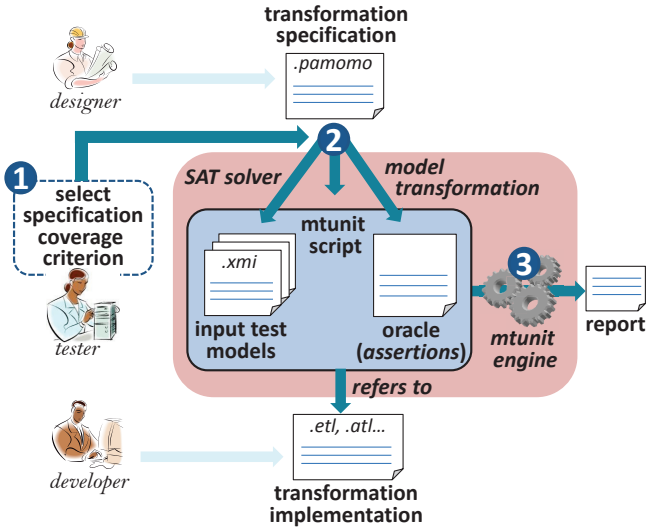 transformation
specification
.pamomo
designer
1
2
select
specification
coverage
criterion
SAT solver
model
transformation
mtunit
script
.xmi
3
input test
models
oracle
(assertions)
mtunit
engine
report
tester
refers to
.etl, .atl...
developer
transformation
implementation